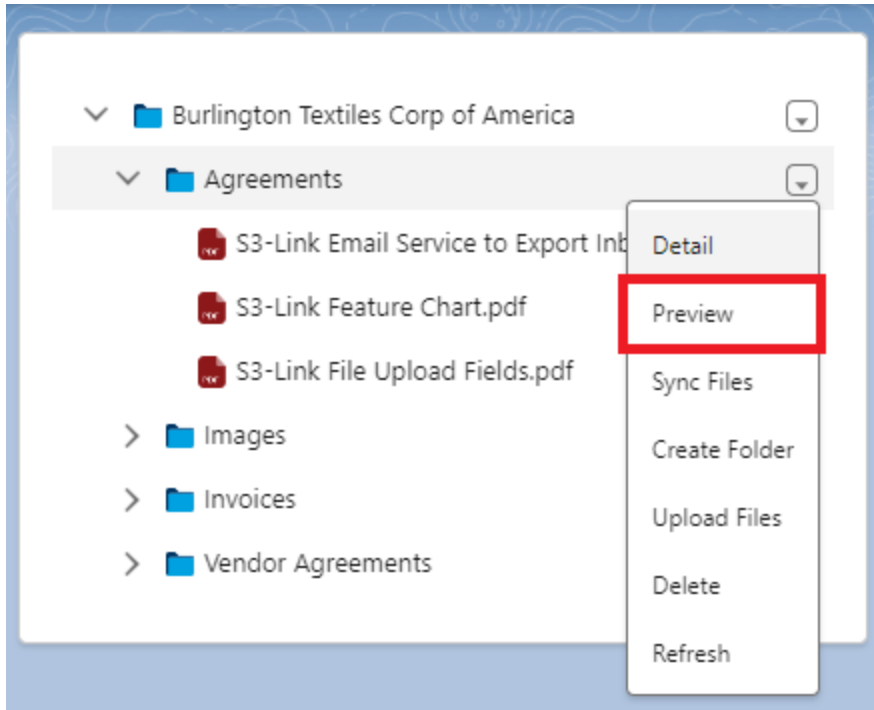 Burlington Textiles Corp of America
Agreements
S3-Link Email Service to Export
S3-Link Feature Chart.pdf
S3-Link File Upload Fields.pdf
Images
Invoices
Vendor Agreements
Detail
Preview
Sync Files
Create Folder
Upload Files
Delete
Refresh